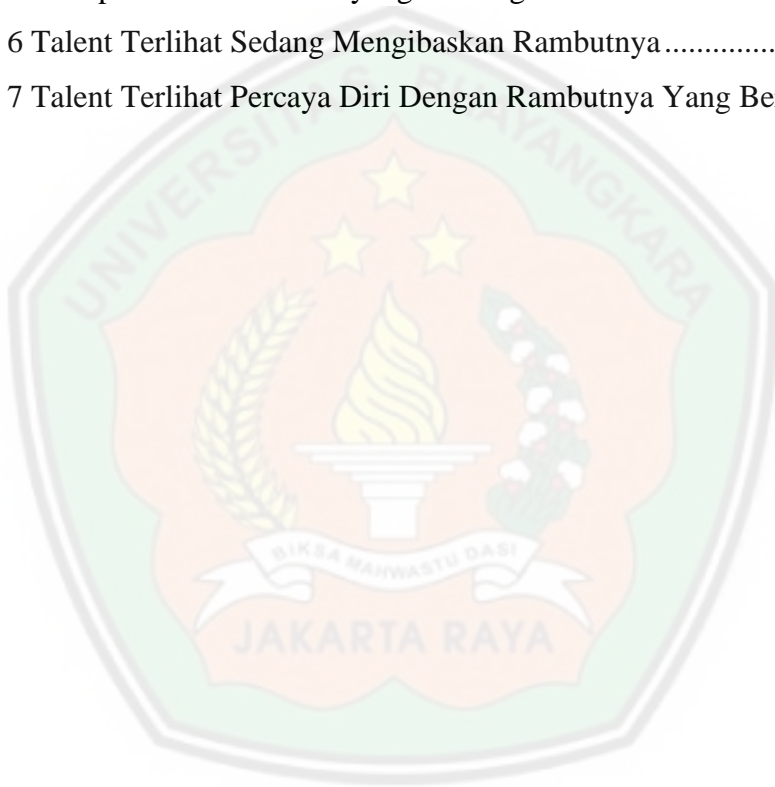 6 Talent Terlihat Sedang Mengibaskan Rambutnya..............
7 Talent Terlihat Percaya Diri Dengan Rambutnya Yang Be
UNIVERSITAS BHAYANGKARA
BIKSA MAHWASTU DASI
JAKARTA RAYA